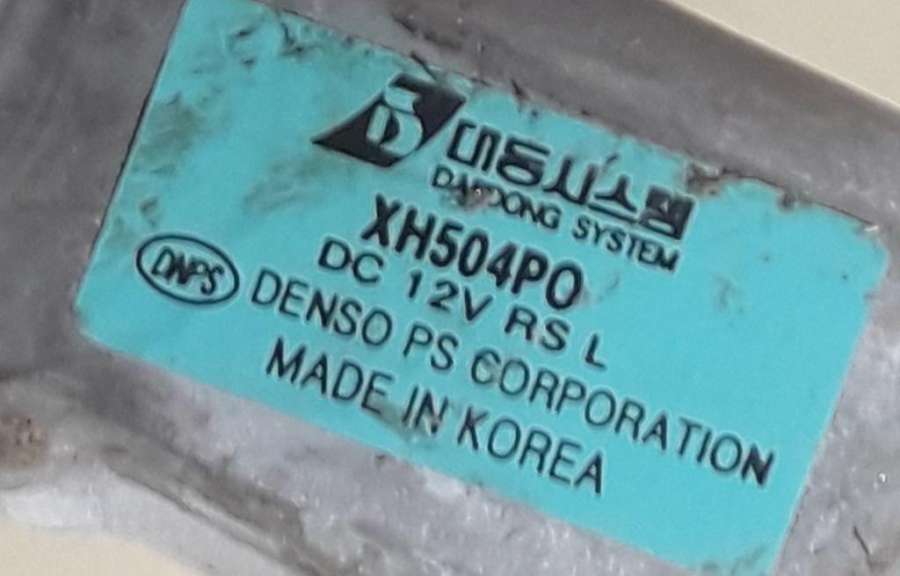 대동시스템
DAEDONG SYSTEM
XH504PO
DC 12V RS L
DNPS DENSO PS CORPORATION
MADE IN KOREA